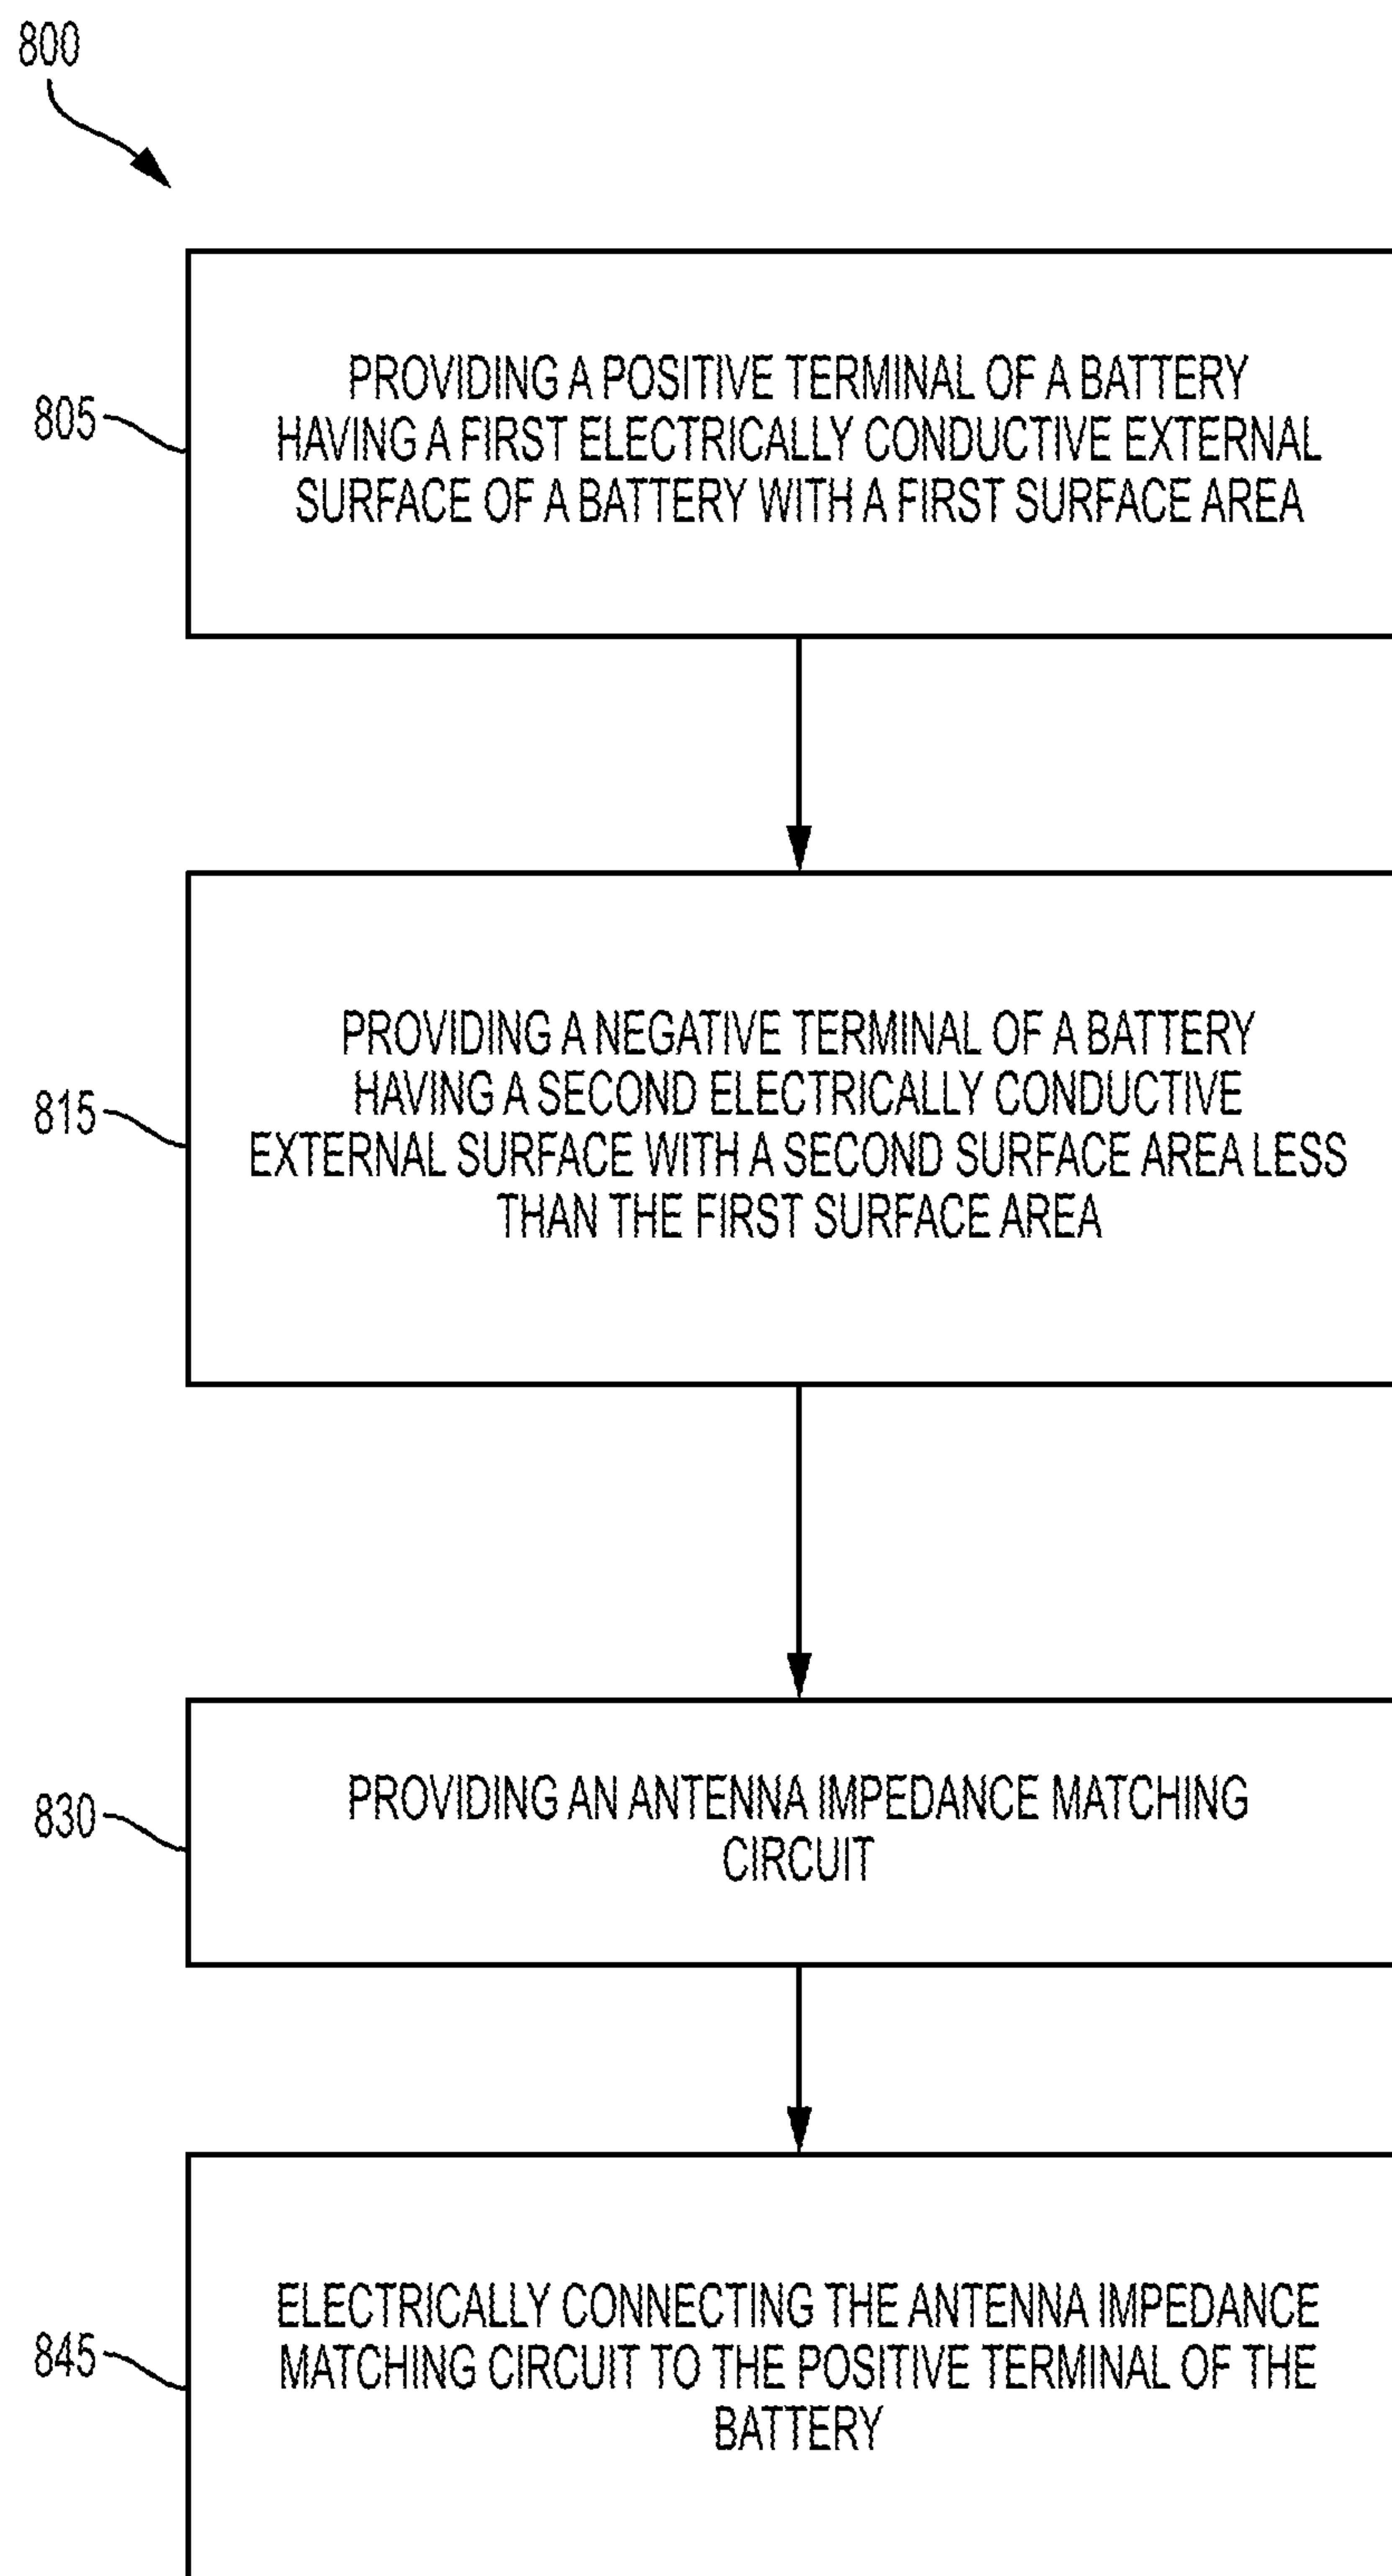 800
805
PROVIDING A POSITIVE TERMINAL OF A BATTERY
HAVING A FIRST ELECTRICALLY CONDUCTIVE EXTERNAL
SURFACE OF A BATTERY WITH A FIRST SURFACE AREA
815
PROVIDING A NEGATIVE TERMINAL OF A BATTERY
HAVING A SECOND ELECTRICALLY CONDUCTIVE
EXTERNAL SURFACE WITH A SECOND SURFACE AREA LESS
THAN THE FIRST SURFACE AREA
830
PROVIDING AN ANTENNA IMPEDANCE MATCHING
CIRCUIT
845
ELECTRICALLY CONNECTING THE ANTENNA IMPEDANCE
MATCHING CIRCUIT TO THE POSITIVE TERMINAL OF THE
BATTERY